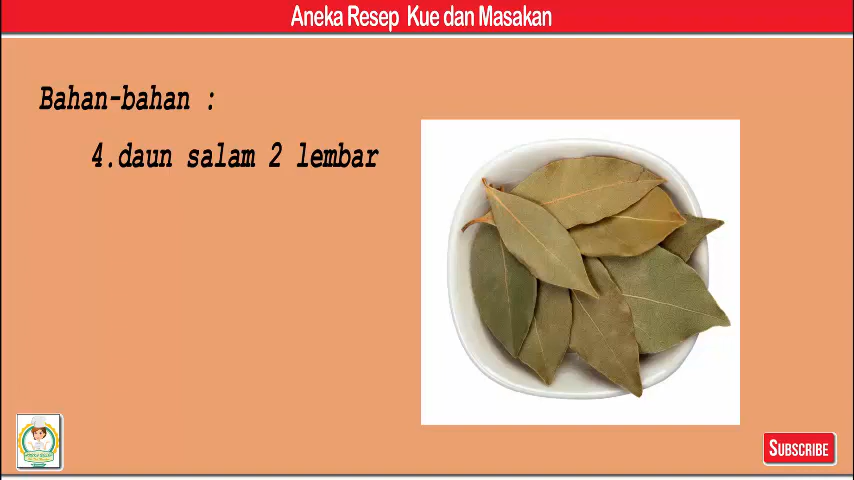 Aneka Resep Kue dan Masakan
Bahan-bahan :
4.daun salam 2 lembar
SUBSCRIBE